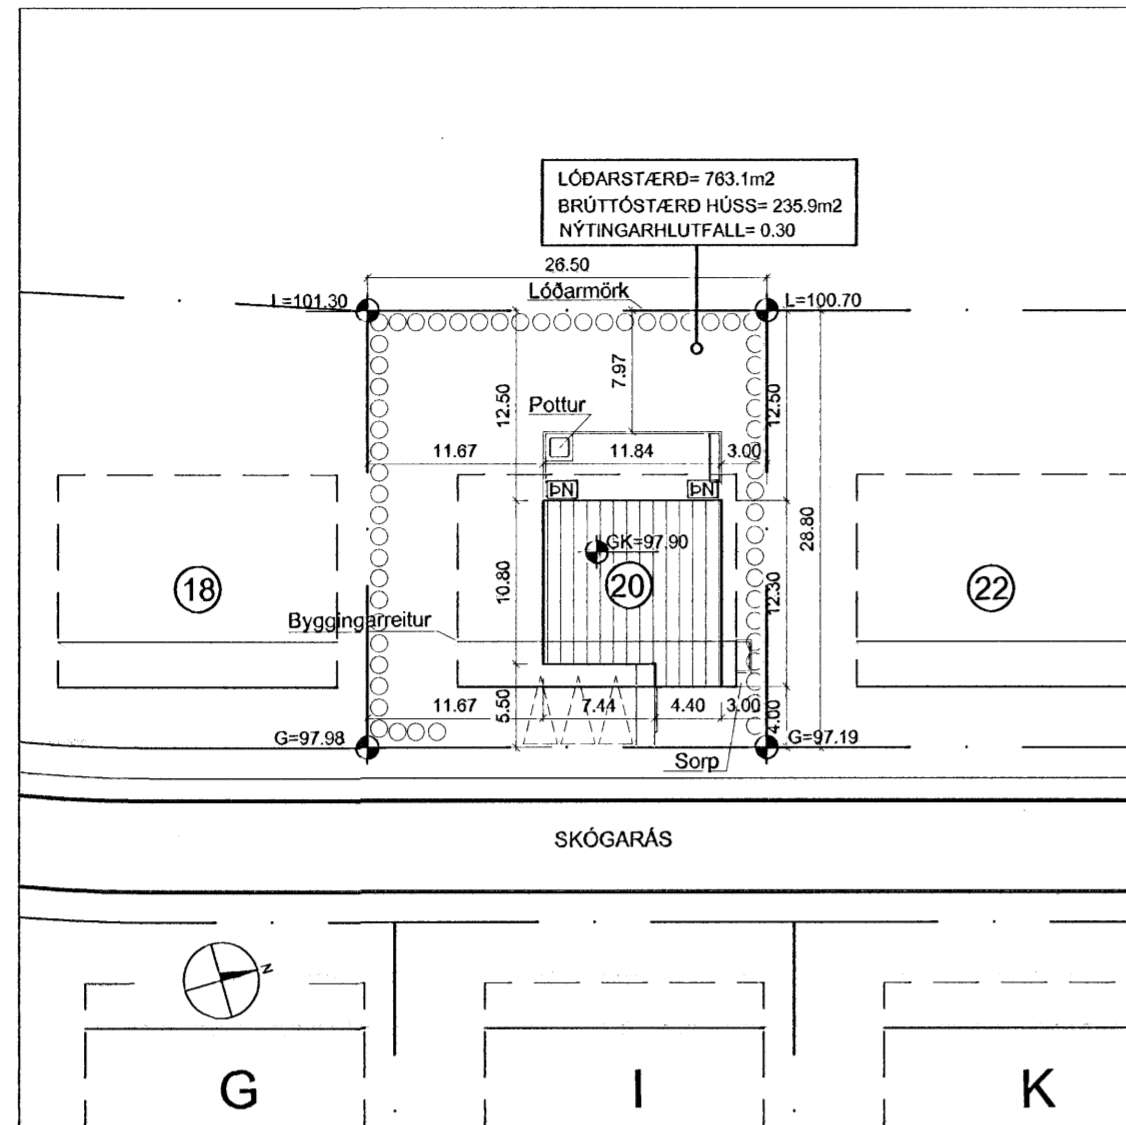 LÓÐARSTÆRÐ= 763.1m2
BRÚTTÓSTÆRÐ HÚSS= 235.9m2
NÝTINGARHLUTFALL= 0.30
26.50
Lóðarmörk
L=101.30
L=100.70
7.97
12.50
12.50
Pottur
11.67
11.84
3.00
ÞN
ÞN
28.80
GK=97.90
18
20
22
10.80
12.30
Byggingarreitur
11.67
5.50
7.44
4.40
3.00
4.00
G=97.98
G=97.19
Sorp
SKÓGARÁS
N
G
I
K